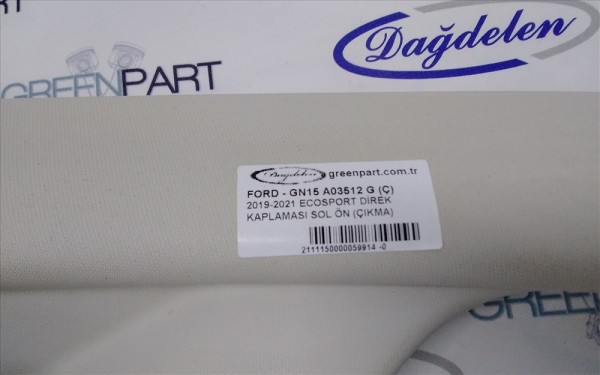 Dağdelen
GREENPART
Dağdelen greenpart.com.tr
FORD - GN15 A03512 G (Ç)
2019-2021 ECOSPORT DİREK
KAPLAMASI SOL ÖN (ÇIKMA)
2111150000059914 -0
GREEN